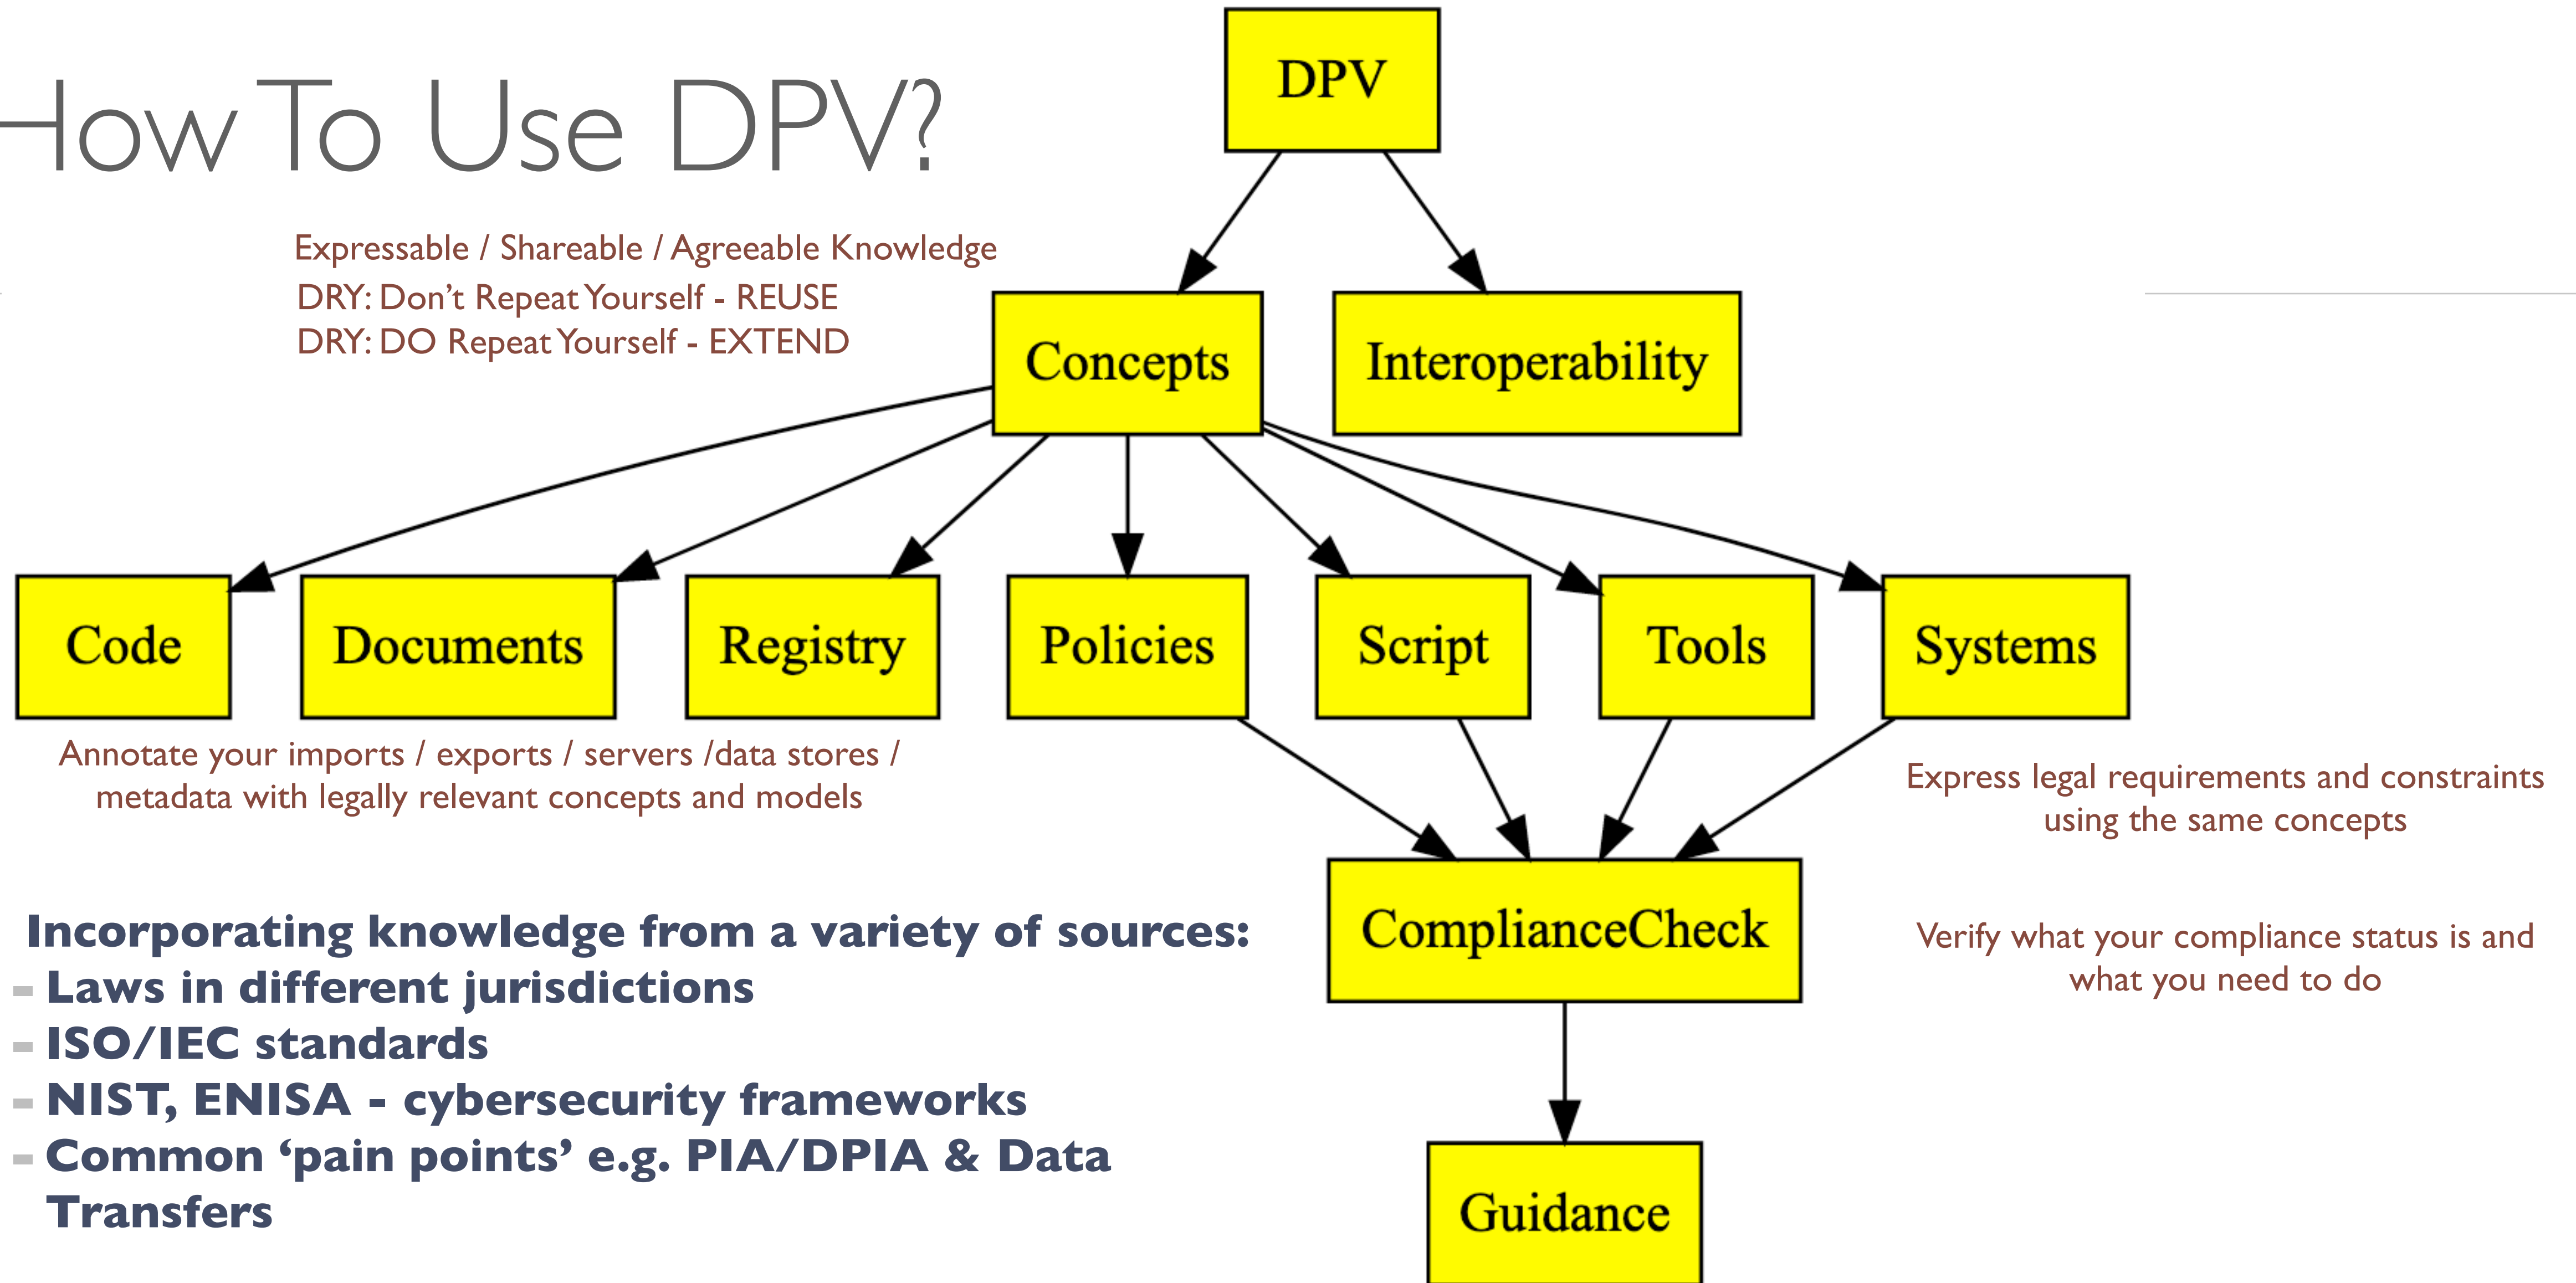 How To Use DPV?
DPV
Expressable / Shareable / Agreeable Knowledge
DRY: Don't Repeat Yourself - REUSE
DRY: DO Repeat Yourself - EXTEND
Concepts
Interoperability
Code
Documents
Registry
Policies
Script
Tools
Systems
Annotate your imports / exports / servers /data stores /
metadata with legally relevant concepts and models
Express legal requirements and constraints
using the same concepts
Incorporating knowledge from a variety of sources:
- Laws in different jurisdictions
- ISO/IEC standards
- NIST, ENISA - cybersecurity frameworks
- Common ‘pain points’ e.g. PIA/DPIA & Data
Transfers
ComplianceCheck
Verify what your compliance status is and
what you need to do
Guidance